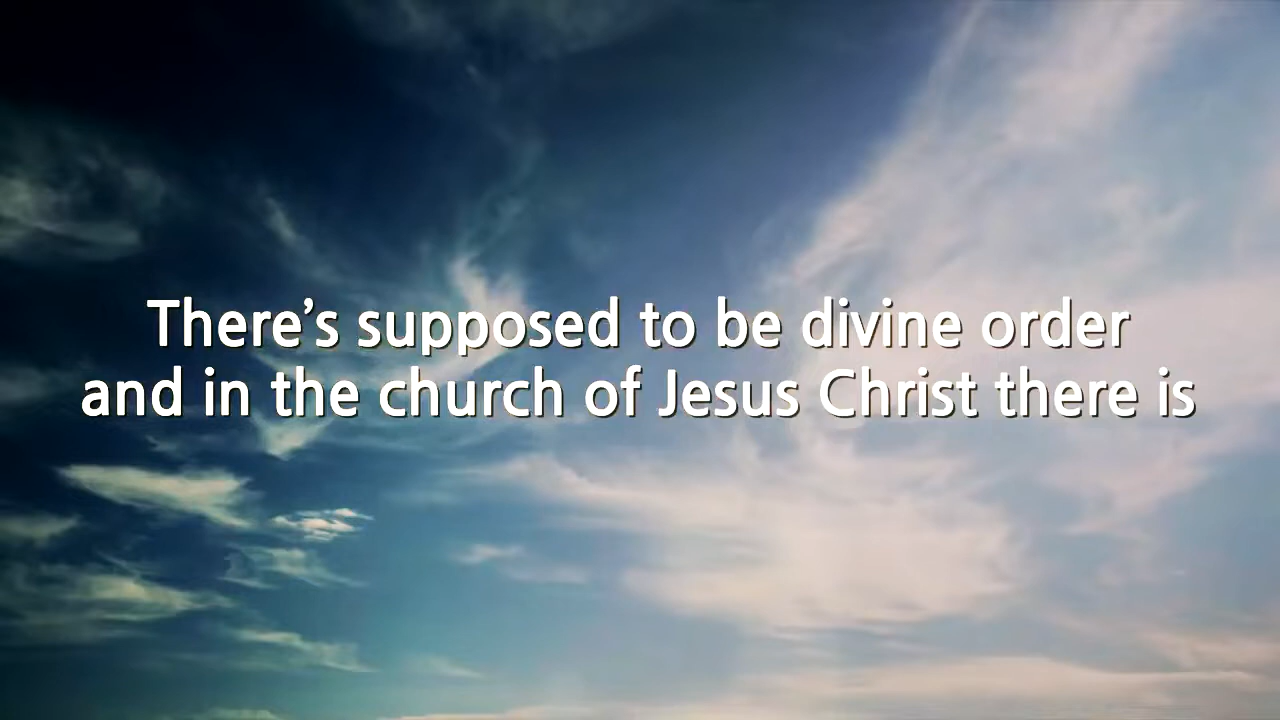 There’s supposed to be divine order
and in the church of Jesus Christ there is